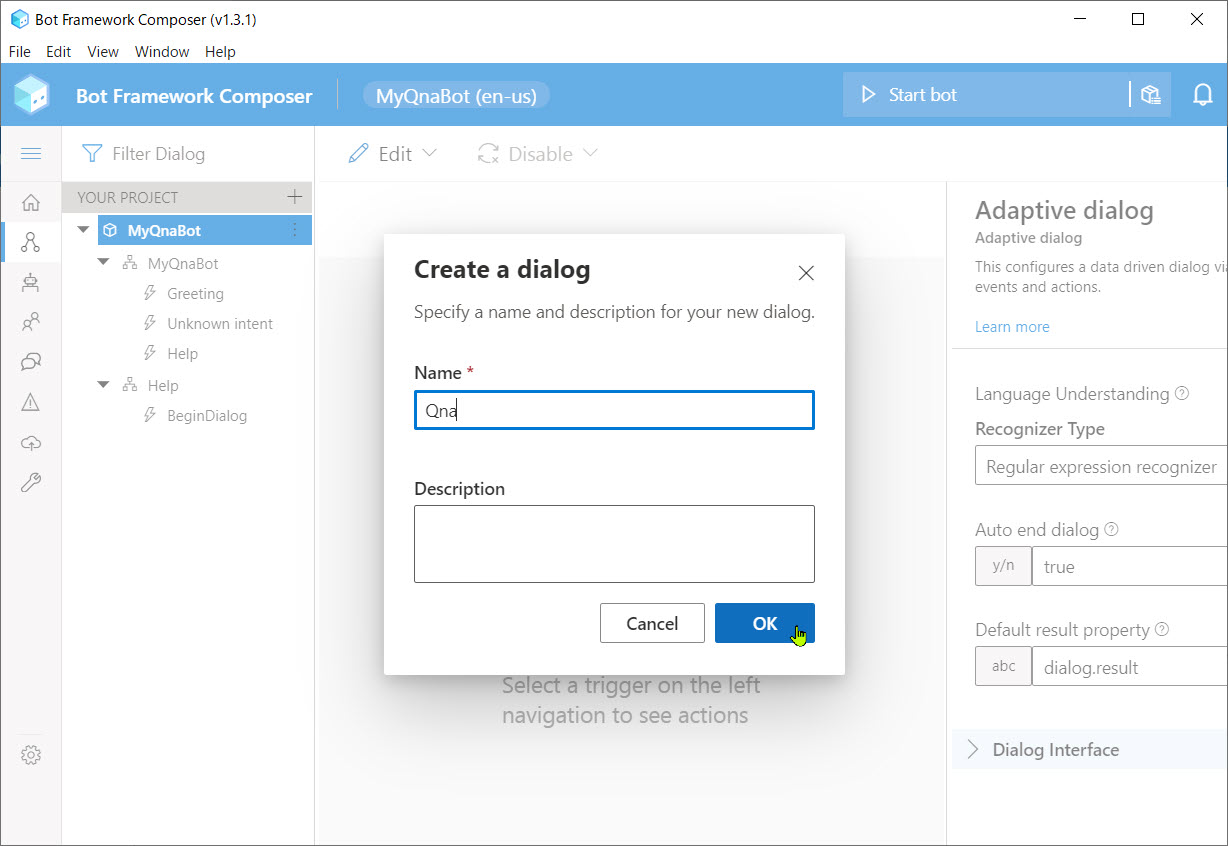 Bot Framework Composer (v1.3.1)
File Edit View Window Help
Bot Framework Composer
MyQnaBot (en-us)
Start bot
Filter Dialog
Edit
Disable
YOUR PROJECT
MyQnaBot
MyQnaBot
Greeting
Unknown intent
Help
Help
BeginDialog
Create a dialog
Specify a name and description for your new dialog.
Name *
Qna
Description
Cancel
OK
Select a trigger on the left
navigation to see actions
Adaptive dialog
Adaptive dialog
This configures a data driven dialog via
events and actions.
Learn more
Language Understanding
Recognizer Type
Regular expression recognizer
Auto end dialog
y/n
true
Default result property
abc
dialog.result
Dialog Interface